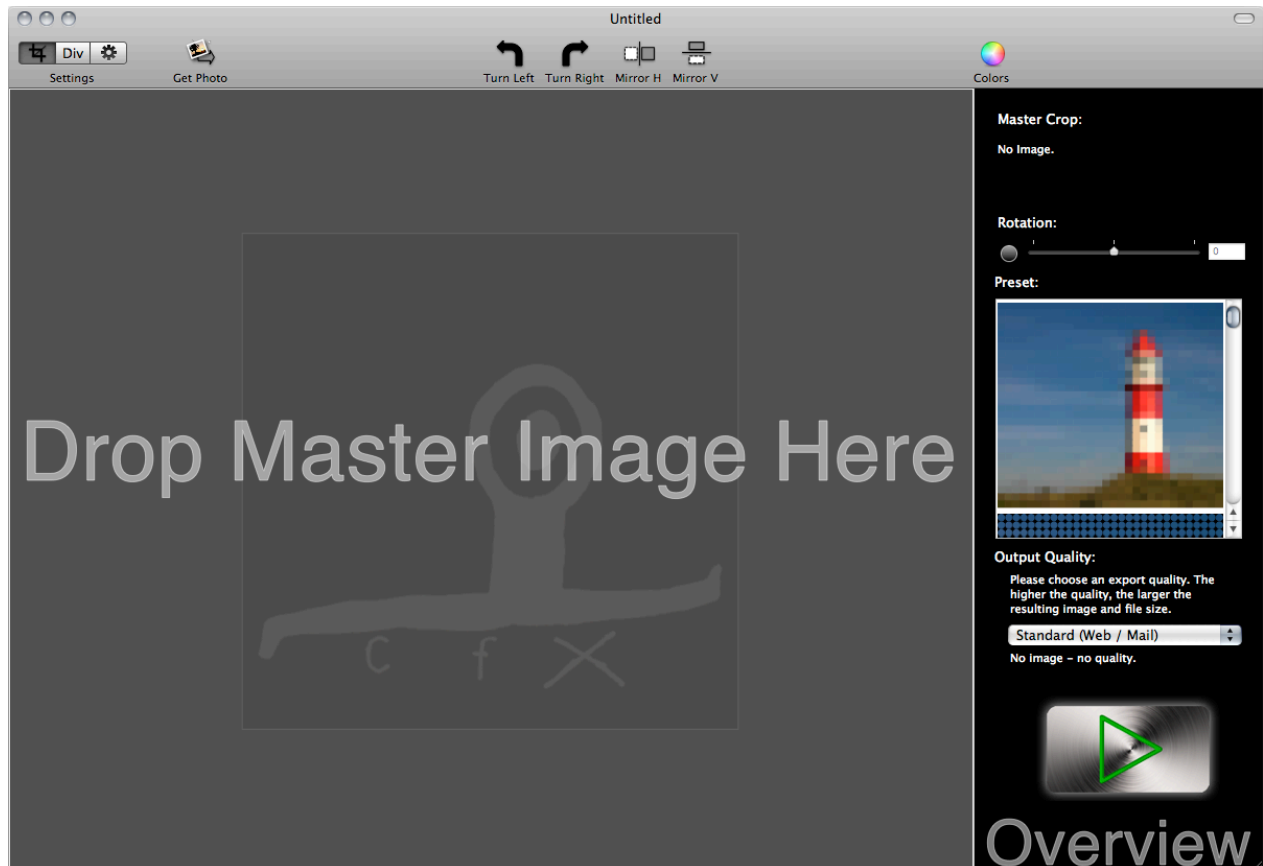 Untitled
Div
Settings
Get Photo
Turn Left
Turn Right
Mirror H
Mirror V
Colors
Drop Master Image Here
c f X
Master Crop:
No Image.
Rotation:
0
Preset:
Output Quality:
Please choose an export quality. The
higher the quality, the larger the
resulting image and file size.
Standard (Web / Mail)
No image – no quality.
Overview